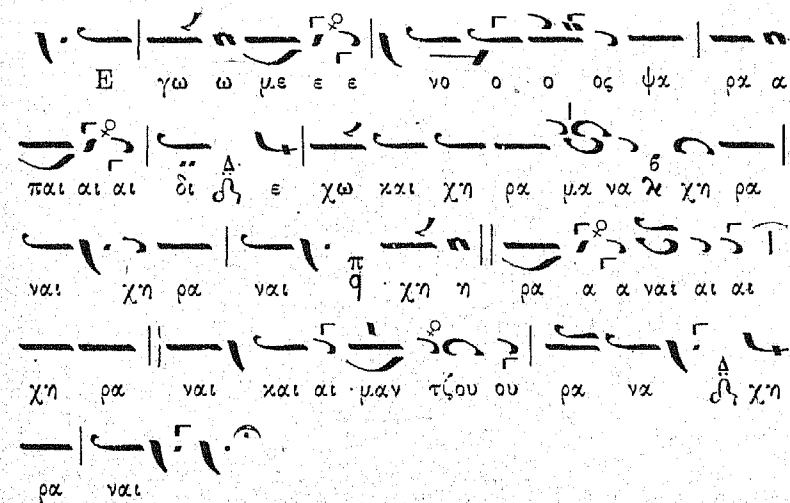 Ε γω ω με ε ε νο ο ο ος ψα ρα α
παι αι αι δι Δ ε χω και χη ρα μα να β χη ρα
ναι χη ρα ναι π q χη η ρα α α ναι αι αι
χη ρα ναι και αι μαν τζου ου ρα να Δ χη
ρα ναι